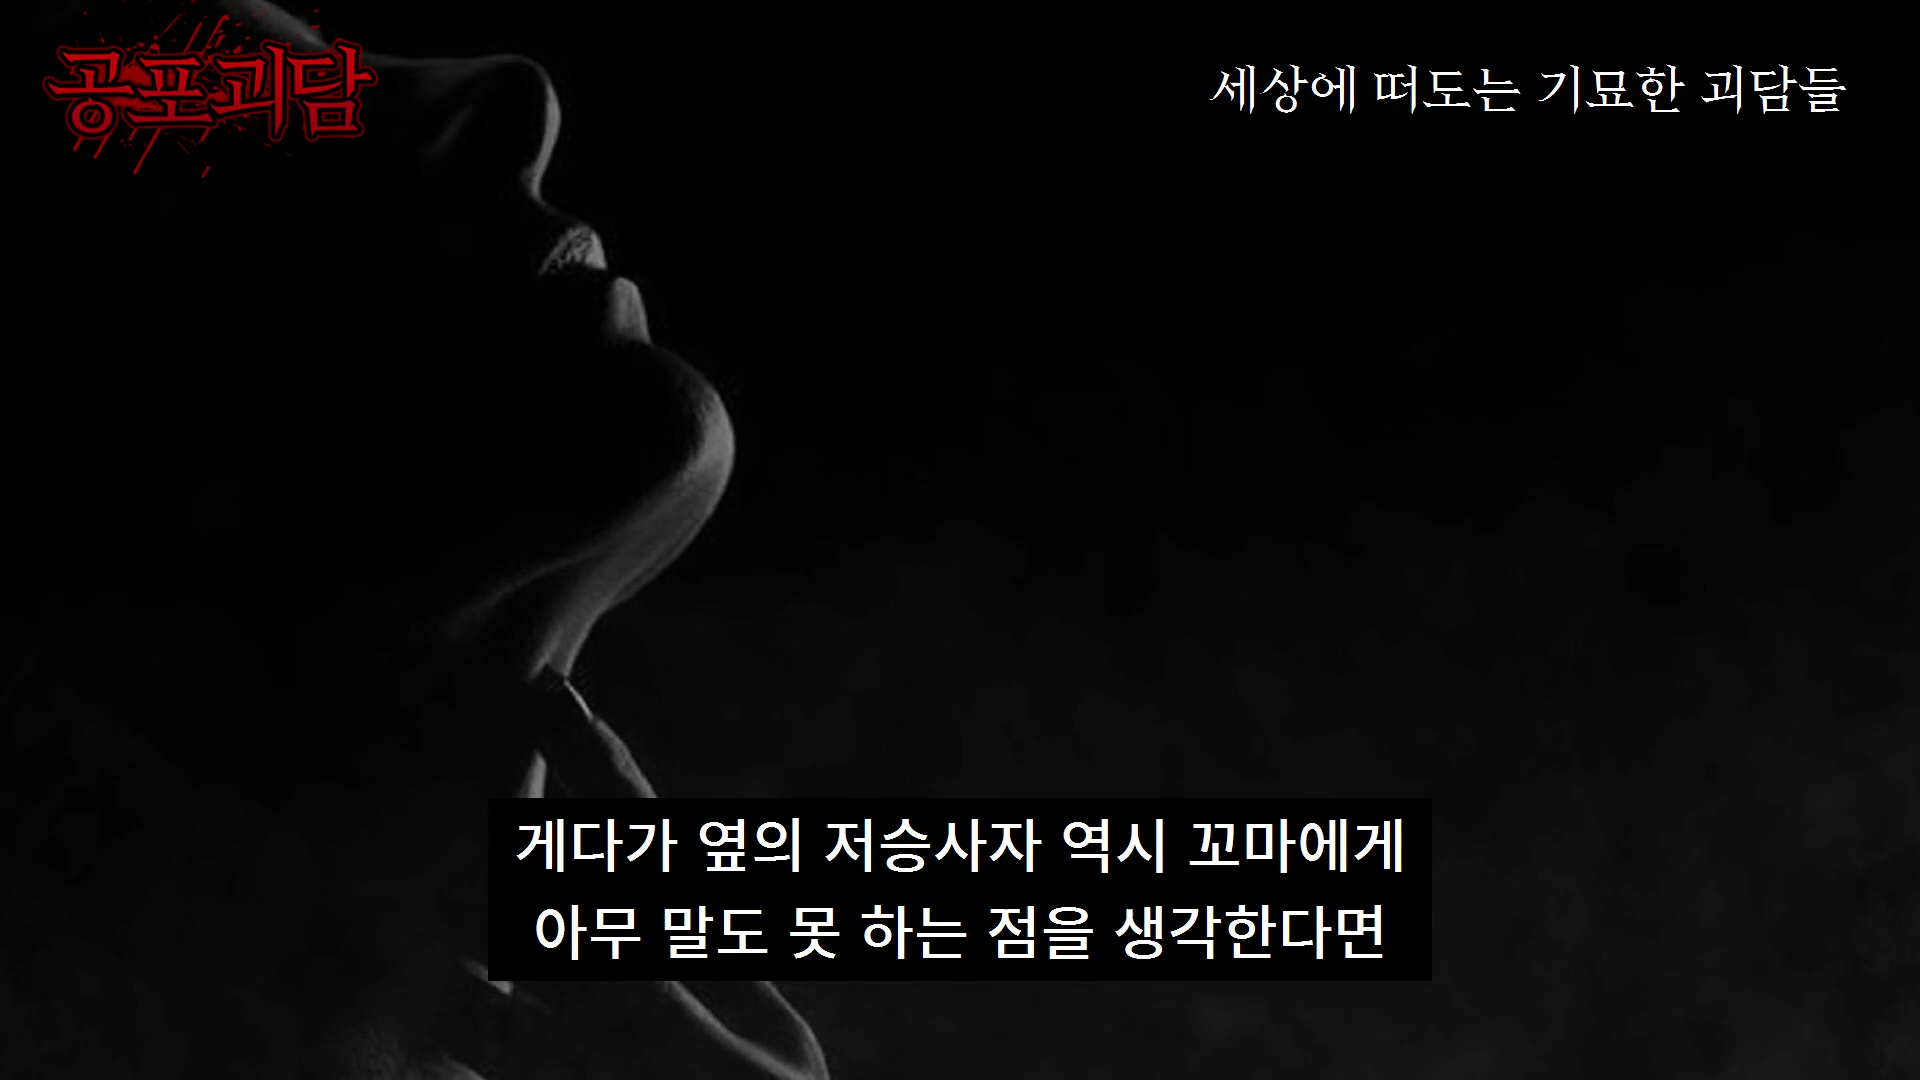 공포괴담
세상에 떠도는 기묘한 괴담들
게다가 옆의 저승사자 역시 꼬마에게
아무 말도 못 하는 점을 생각한다면